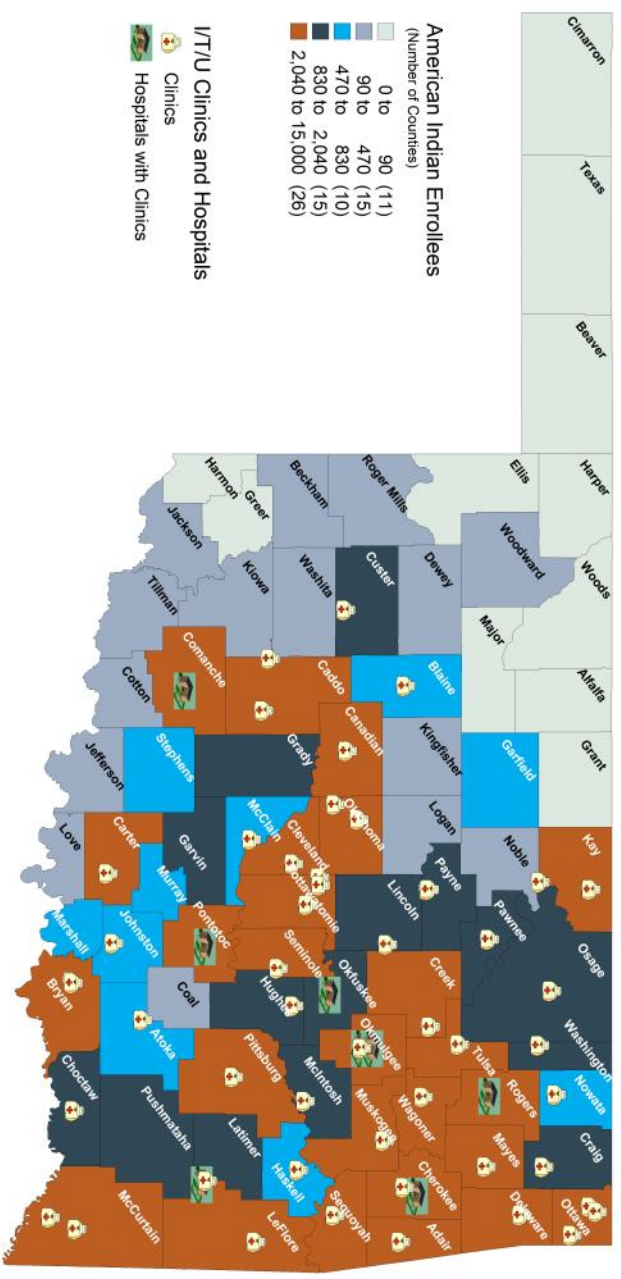 American Indian Enrollees
(Number of Counties)
0 to 90 (11)
90 to 470 (15)
470 to 830 (10)
830 to 2,040 (15)
2,040 to 15,000 (26)
I/T/U Clinics and Hospitals
Clinics
Hospitals with Clinics
Cimarron
Texas
Beaver
Harper
Ellis
Woods
Woodward
Alfalfa
Major
Grant
Garfield
Kay
Noble
Osage
Pawnee
Washington
Nowata
Craig
Ottawa
Rogers
Mayes
Delaware
Tulsa
Roger Mills
Dewey
Blaine
Kingfisher
Logan
Payne
Creek
Wagoner
Cherokee
Adair
Beckham
Custer
Washita
Caddo
Canadian
Oklahoma
Lincoln
Okfuskee
Okmulgee
Muskogee
Sequoyah
Harmon
Greer
Kiowa
Grady
McClain
Cleveland
Pottawatomie
Seminole
Hughes
McIntosh
Haskell
Jackson
Comanche
Tillman
Cotton
Stephens
Garvin
Pontotoc
Pittsburg
Latimer
LeFlore
Jefferson
Carter
Murray
Coal
Johnston
Atoka
Pushmataha
McCurtain
Love
Marshall
Bryan
Choctaw